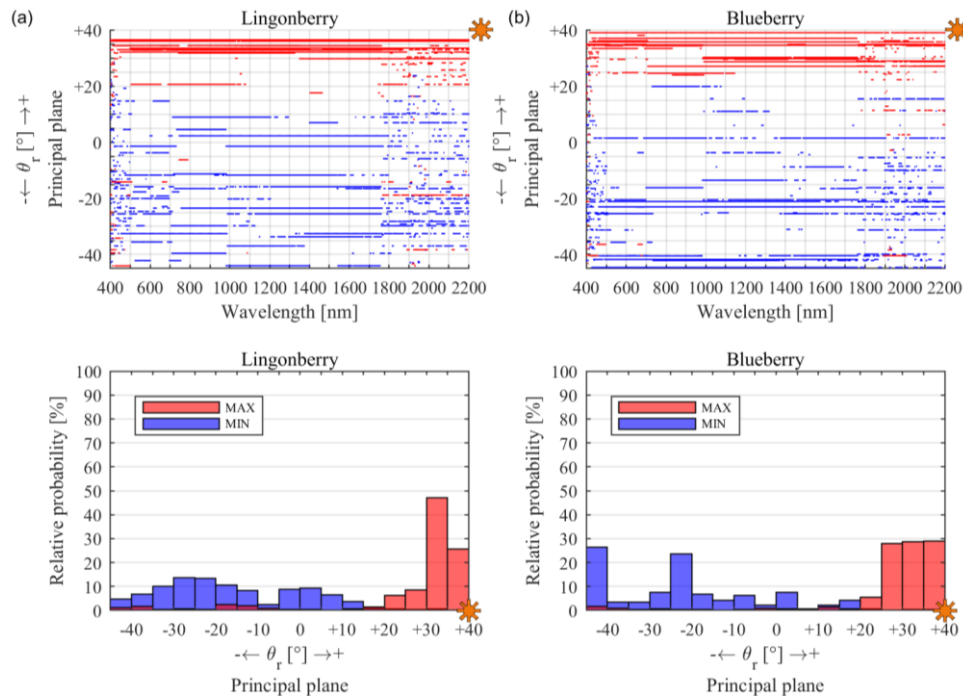 (a)
Lingonberry
+40
+20
0
-20
-40
-← θr [°] →+
Principal plane
400 600 800 1000 1200 1400 1600 1800 2000 2200
Wavelength [nm]
(b)
Blueberry
+40
+20
0
-20
-40
-← θr [°] →+
Principal plane
400 600 800 1000 1200 1400 1600 1800 2000 2200
Wavelength [nm]
Lingonberry
100
90
80
70
60
50
40
30
20
10
0
Relative probability [%]
MAX
MIN
-40 -30 -20 -10 0 +10 +20 +30 +40
-← θr [°] →+
Principal plane
Blueberry
100
90
80
70
60
50
40
30
20
10
0
Relative probability [%]
MAX
MIN
-40 -30 -20 -10 0 +10 +20 +30 +40
-← θr [°] →+
Principal plane